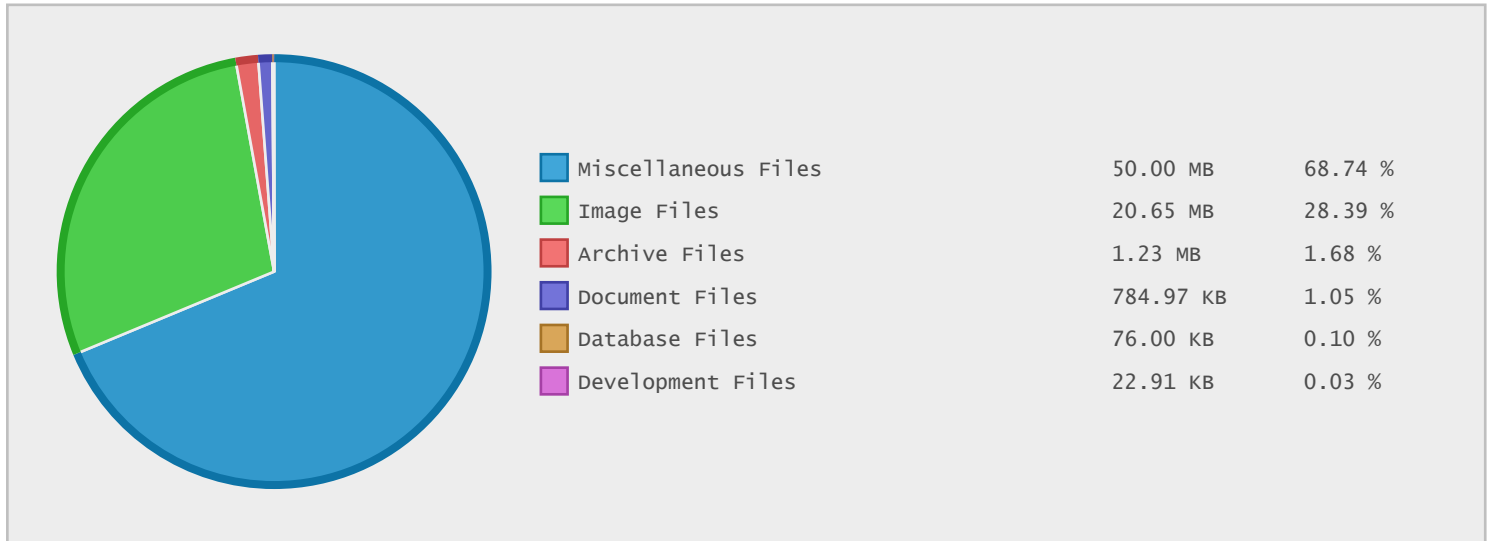 Miscellaneous Files 50.00 MB 68.74 %
Image Files 20.65 MB 28.39 %
Archive Files 1.23 MB 1.68 %
Document Files 784.97 KB 1.05 %
Database Files 76.00 KB 0.10 %
Development Files 22.91 KB 0.03 %